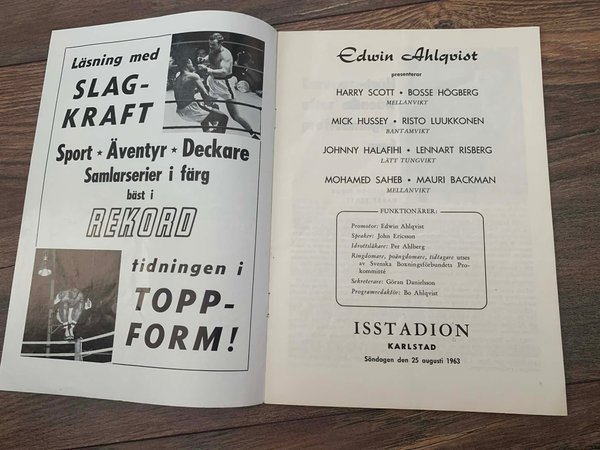 Läsning med
SLAG-
KRAFT
Sport ★ Äventyr ★ Deckare
Samlarserier i färg
bäst i
REKORD
tidningen i
TOPP-
FORM!
Edwin Ahlqvist
presenterar
HARRY SCOTT • BOSSE HÖGBERG
MELLANVIKT
MICK HUSSEY • RISTO LUUKKONEN
BANTAMVIKT
JOHNNY HALAFIHI • LENNART RISBERG
LÄTT TUNGVIKT
MOHAMED SAHEB • MAURI BACKMAN
MELLANVIKT
FUNKTIONÄRER:
Promotor: Edwin Ahlqvist
Speaker: John Ericsson
Idrottsläkare: Per Ahlberg
Ringdomare, poängdomare, tidtagare utses
av Svenska Boxningsförbundets Pro-
kommitté
Sekreterare: Göran Danielsson
Programredaktör: Bo Ahlqvist
ISSTADION
KARLSTAD
Söndagen den 25 augusti 1963